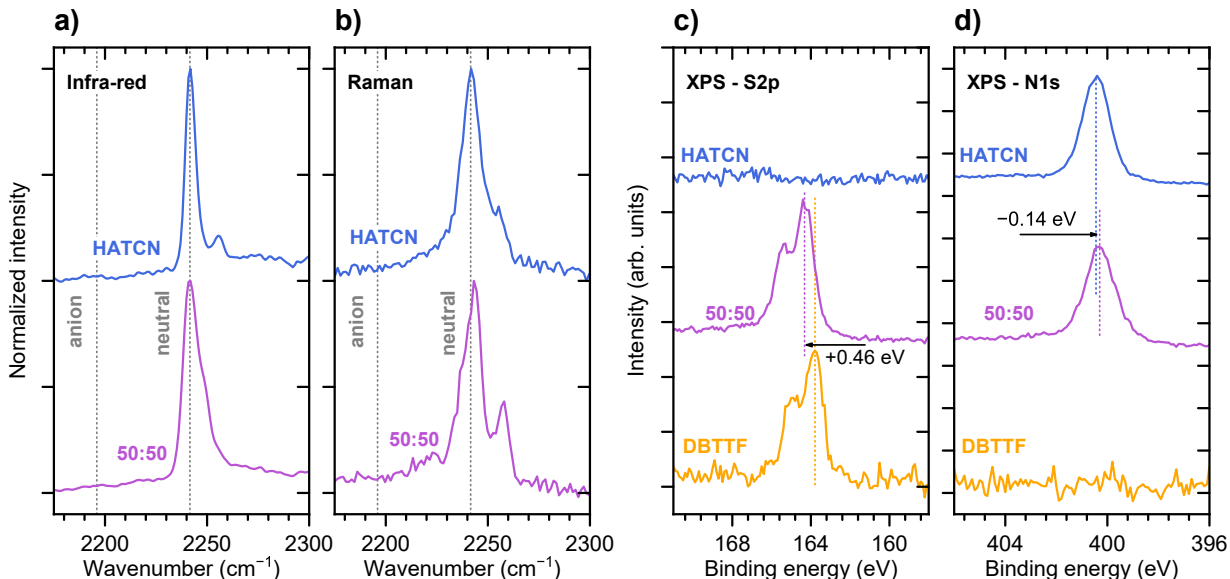 a)
b)
c)
d)
Infra-red
Raman
XPS - S2p
XPS - N1s
HATCN
HATCN
HATCN
HATCN
−0.14 eV
anion
neutral
anion
neutral
50:50
50:50
50:50
50:50
+0.46 eV
DBTTF
DBTTF
Normalized intensity
Intensity (arb. units)
2200 2250 2300
2200 2250 2300
168 164 160
404 400 396
Wavenumber (cm⁻¹)
Wavenumber (cm⁻¹)
Binding energy (eV)
Binding energy (eV)